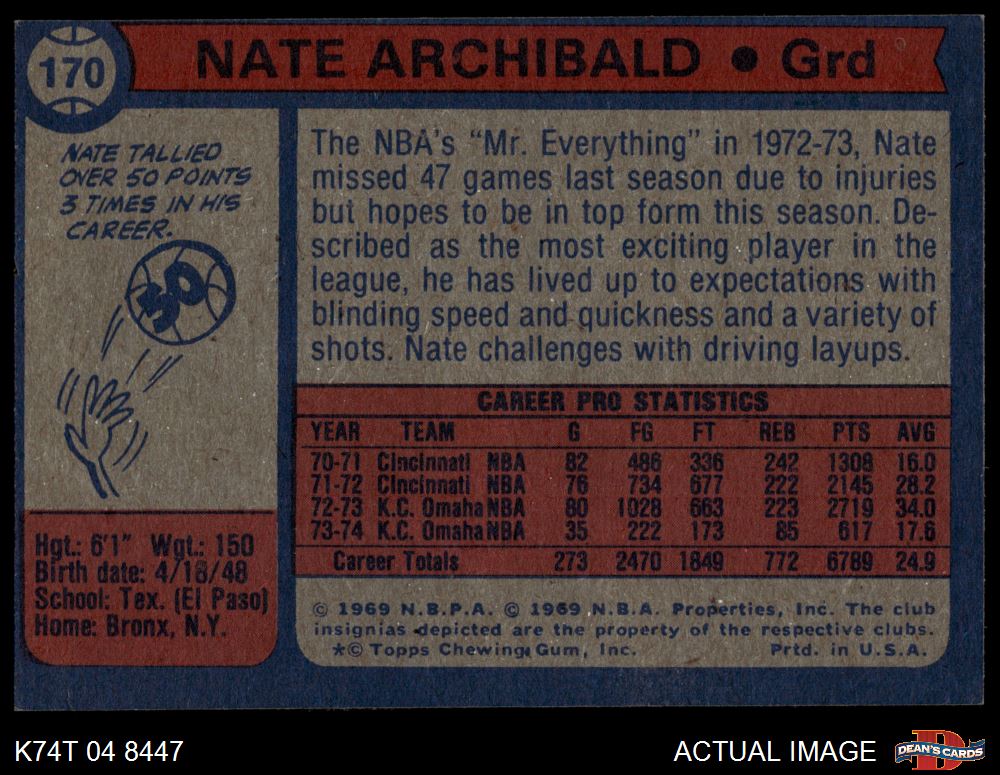 170
NATE ARCHIBALD • Grd
NATE TALLIED
OVER 50 POINTS
3 TIMES IN HIS
CAREER.
50
The NBA's "Mr. Everything" in 1972-73, Nate
missed 47 games last season due to injuries
but hopes to be in top form this season. De-
scribed as the most exciting player in the
league, he has lived up to expectations with
blinding speed and quickness and a variety of
shots. Nate challenges with driving layups.
CAREER PRO STATISTICS
YEAR TEAM G FG FT REB PTS AVG
70-71 Cincinnati NBA 82 486 336 242 1308 16.0
71-72 Cincinnati NBA 76 734 677 222 2145 28.2
72-73 K.C. Omaha NBA 80 1028 663 223 2719 34.0
73-74 K.C. Omaha NBA 35 222 173 85 617 17.6
Career Totals 273 2470 1849 772 6789 24.9
Hgt.: 6'1" Wgt.: 150
Birth date: 4/18/48
School: Tex. (El Paso)
Home: Bronx, N.Y.
© 1969 N.B.P.A. © 1969 N.B.A. Properties, Inc. The club
insignias depicted are the property of the respective clubs.
*© Topps Chewing Gum, Inc. Prtd. in U.S.A.
K74T 04 8447
ACTUAL IMAGE
DEAN'S CARDS